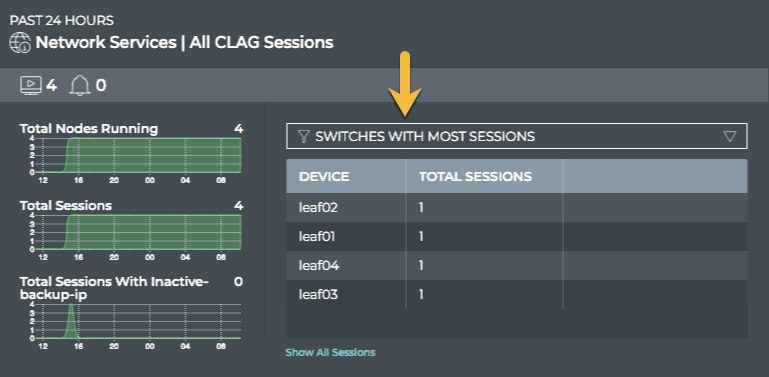 PAST 24 HOURS
Network Services | All CLAG Sessions
4 0
Total Nodes Running 4
4
3
2
1
0
12 16 20 00 04 08
Total Sessions 4
4
3
2
1
0
12 16 20 00 04 08
Total Sessions With Inactive- 0
backup-ip
4
3
2
1
0
12 16 20 00 04 08
SWITCHES WITH MOST SESSIONS
DEVICE TOTAL SESSIONS
leaf02 1
leaf01 1
leaf04 1
leaf03 1
Show All Sessions